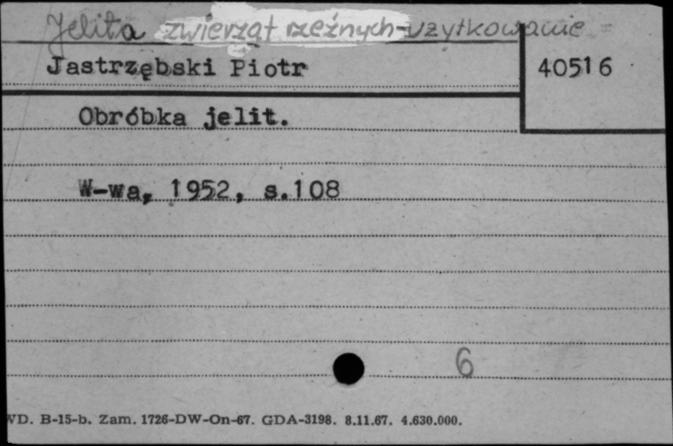 Jelita zwierząt rzeźnych-użytkowanie
Jastrzębski Piotr
40516
Obróbka jelit.
W-wa, 1952, s.108
6
WD. B-15-b. Zam. 1726-DW-On-67. GDA-3198. 8.11.67. 4.630.000.